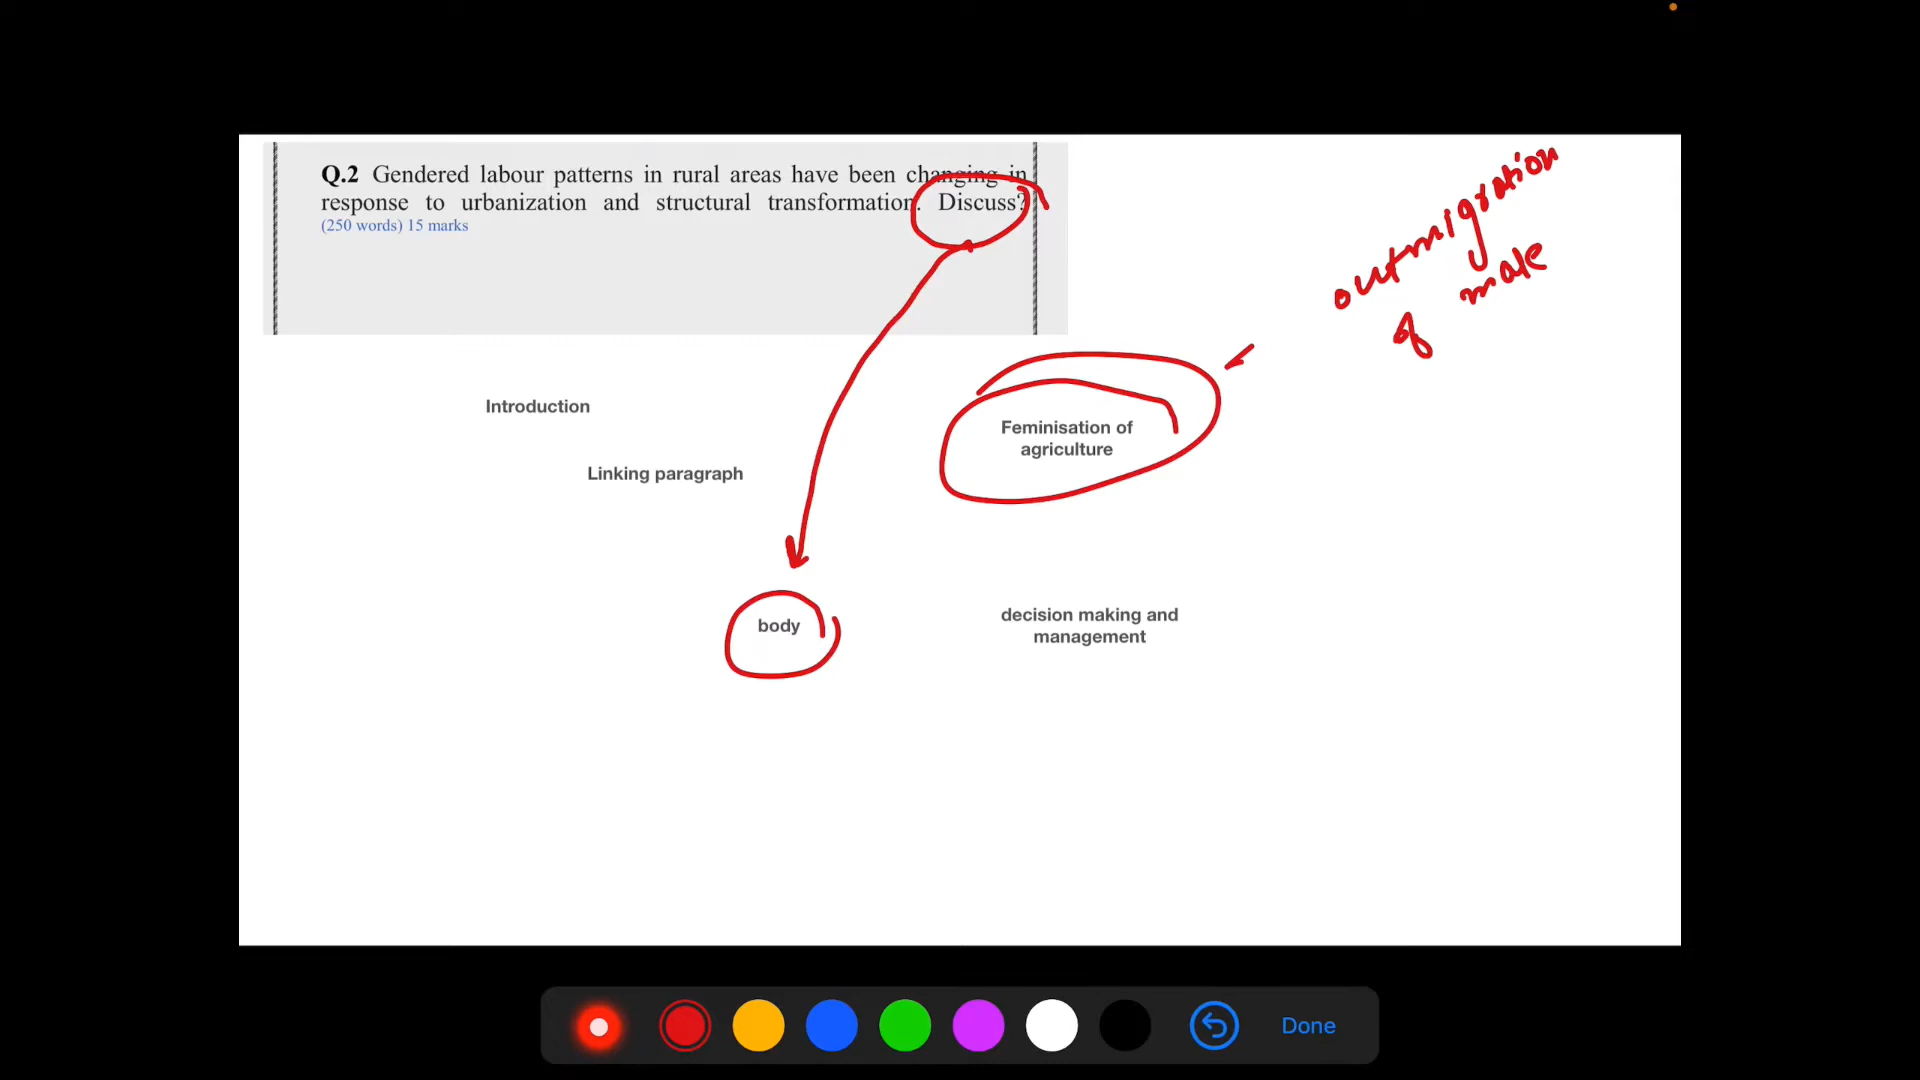 Q.2 Gendered labour patterns in rural areas have been changing in
response to urbanization and structural transformation. Discuss?
(250 words) 15 marks
outmigration
of male
Introduction
Feminisation of
agriculture
Linking paragraph
body
decision making and
management
Done